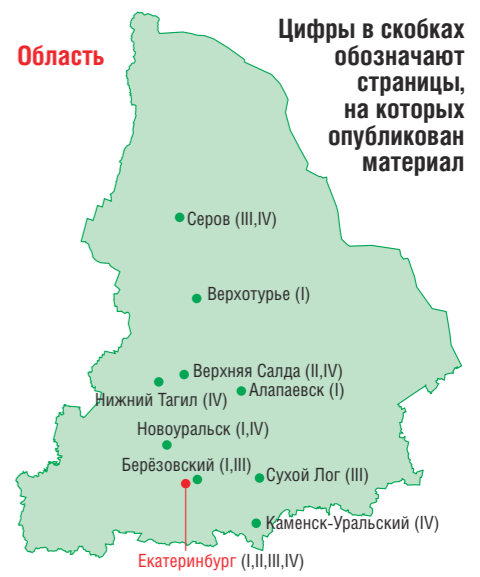 Область
Цифры в скобках
обозначают
страницы,
на которых
опубликован
материал
Серов (III,IV)
Верхотурье (I)
Верхняя Салда (II,IV)
Алапаевск (I)
Нижний Тагил (IV)
Новоуральск (I,IV)
Берёзовский (I,III)
Сухой Лог (III)
Каменск-Уральский (IV)
Екатеринбург (I,II,III,IV)